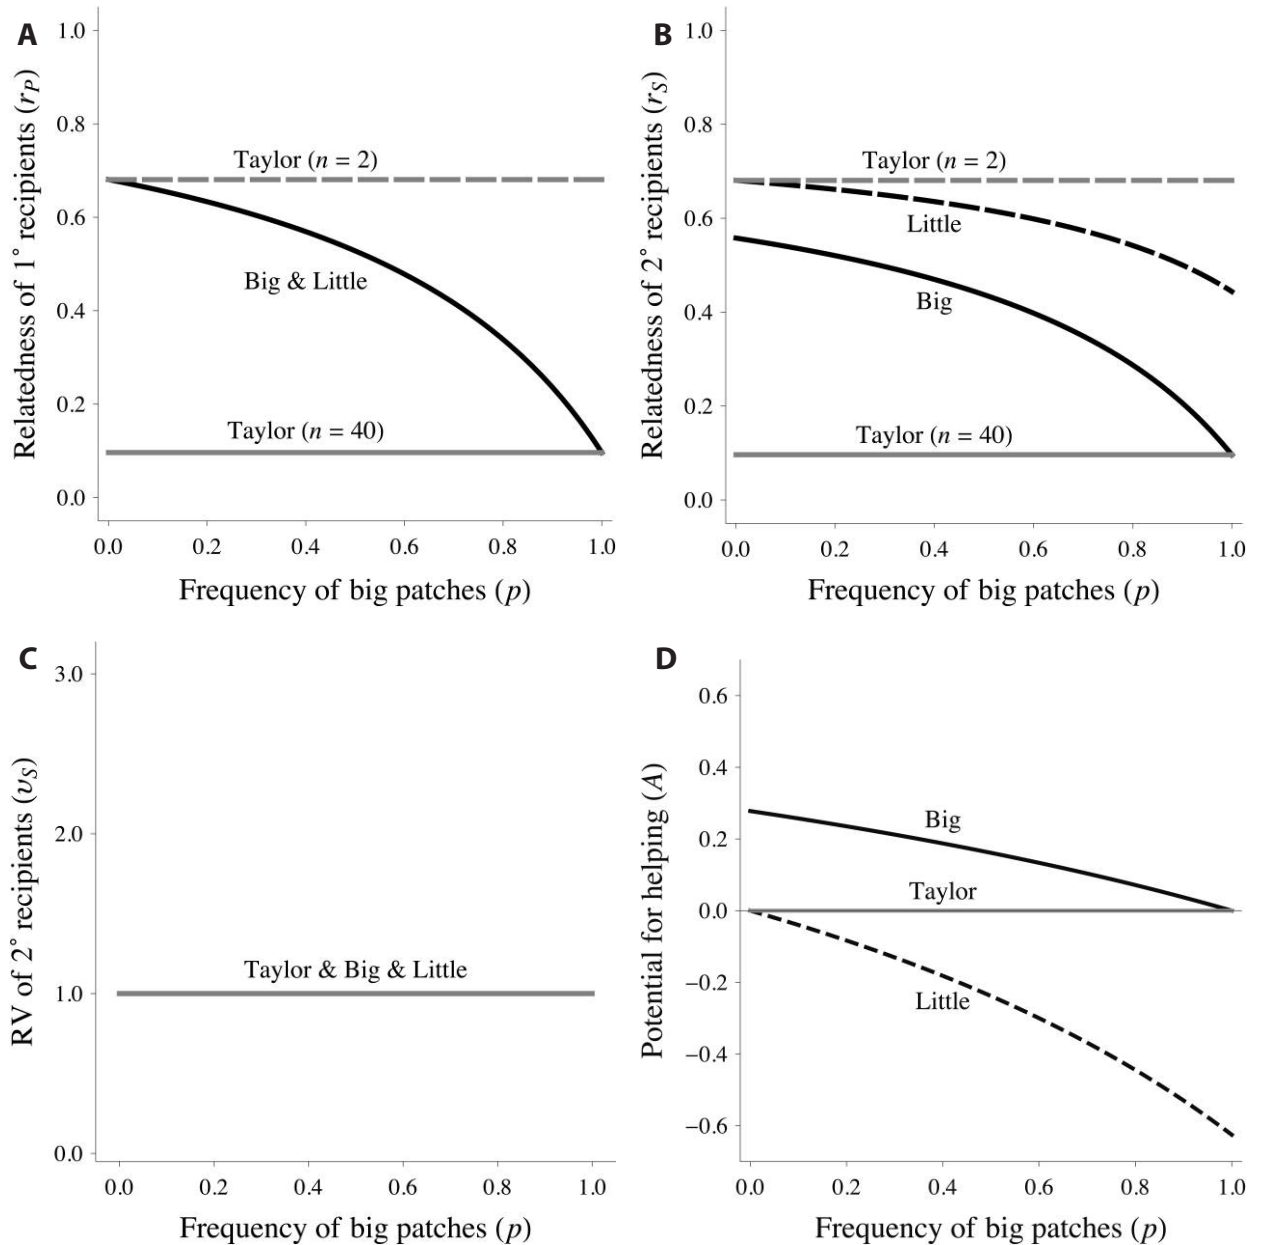 A
Relatedness of 1° recipients (r_P)
1.0
0.8
0.6
0.4
0.2
0.0
Taylor (n = 2)
Big & Little
Taylor (n = 40)
0.0 0.2 0.4 0.6 0.8 1.0
Frequency of big patches (p)
B
Relatedness of 2° recipients (r_S)
1.0
0.8
0.6
0.4
0.2
0.0
Taylor (n = 2)
Little
Big
Taylor (n = 40)
0.0 0.2 0.4 0.6 0.8 1.0
Frequency of big patches (p)
C
RV of 2° recipients (υ_S)
3.0
2.0
1.0
0.0
Taylor & Big & Little
0.0 0.2 0.4 0.6 0.8 1.0
Frequency of big patches (p)
D
Potential for helping (A)
0.6
0.4
0.2
0.0
−0.2
−0.4
−0.6
Big
Taylor
Little
0.0 0.2 0.4 0.6 0.8 1.0
Frequency of big patches (p)